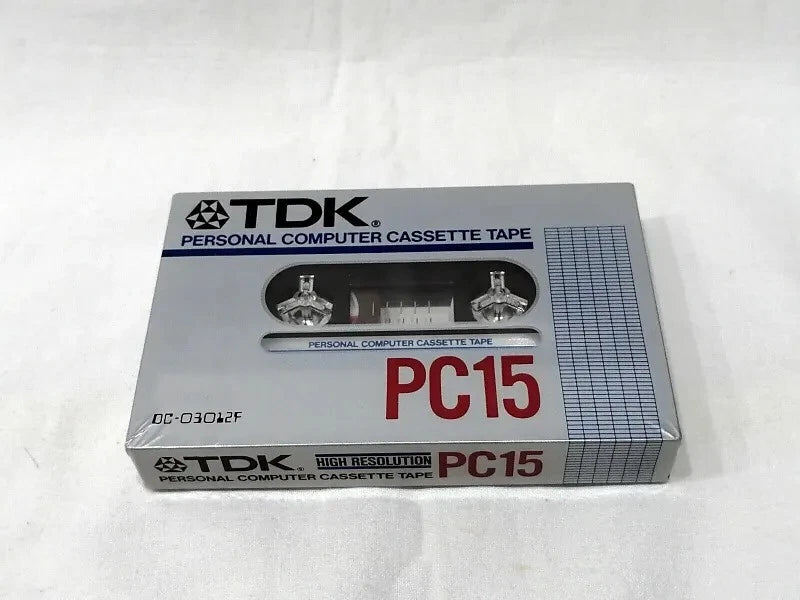 TDK®
PERSONAL COMPUTER CASSETTE TAPE
PERSONAL COMPUTER CASSETTE TAPE
PC15
DC-03012F
TDK® HIGH RESOLUTION PC15
PERSONAL COMPUTER CASSETTE TAPE